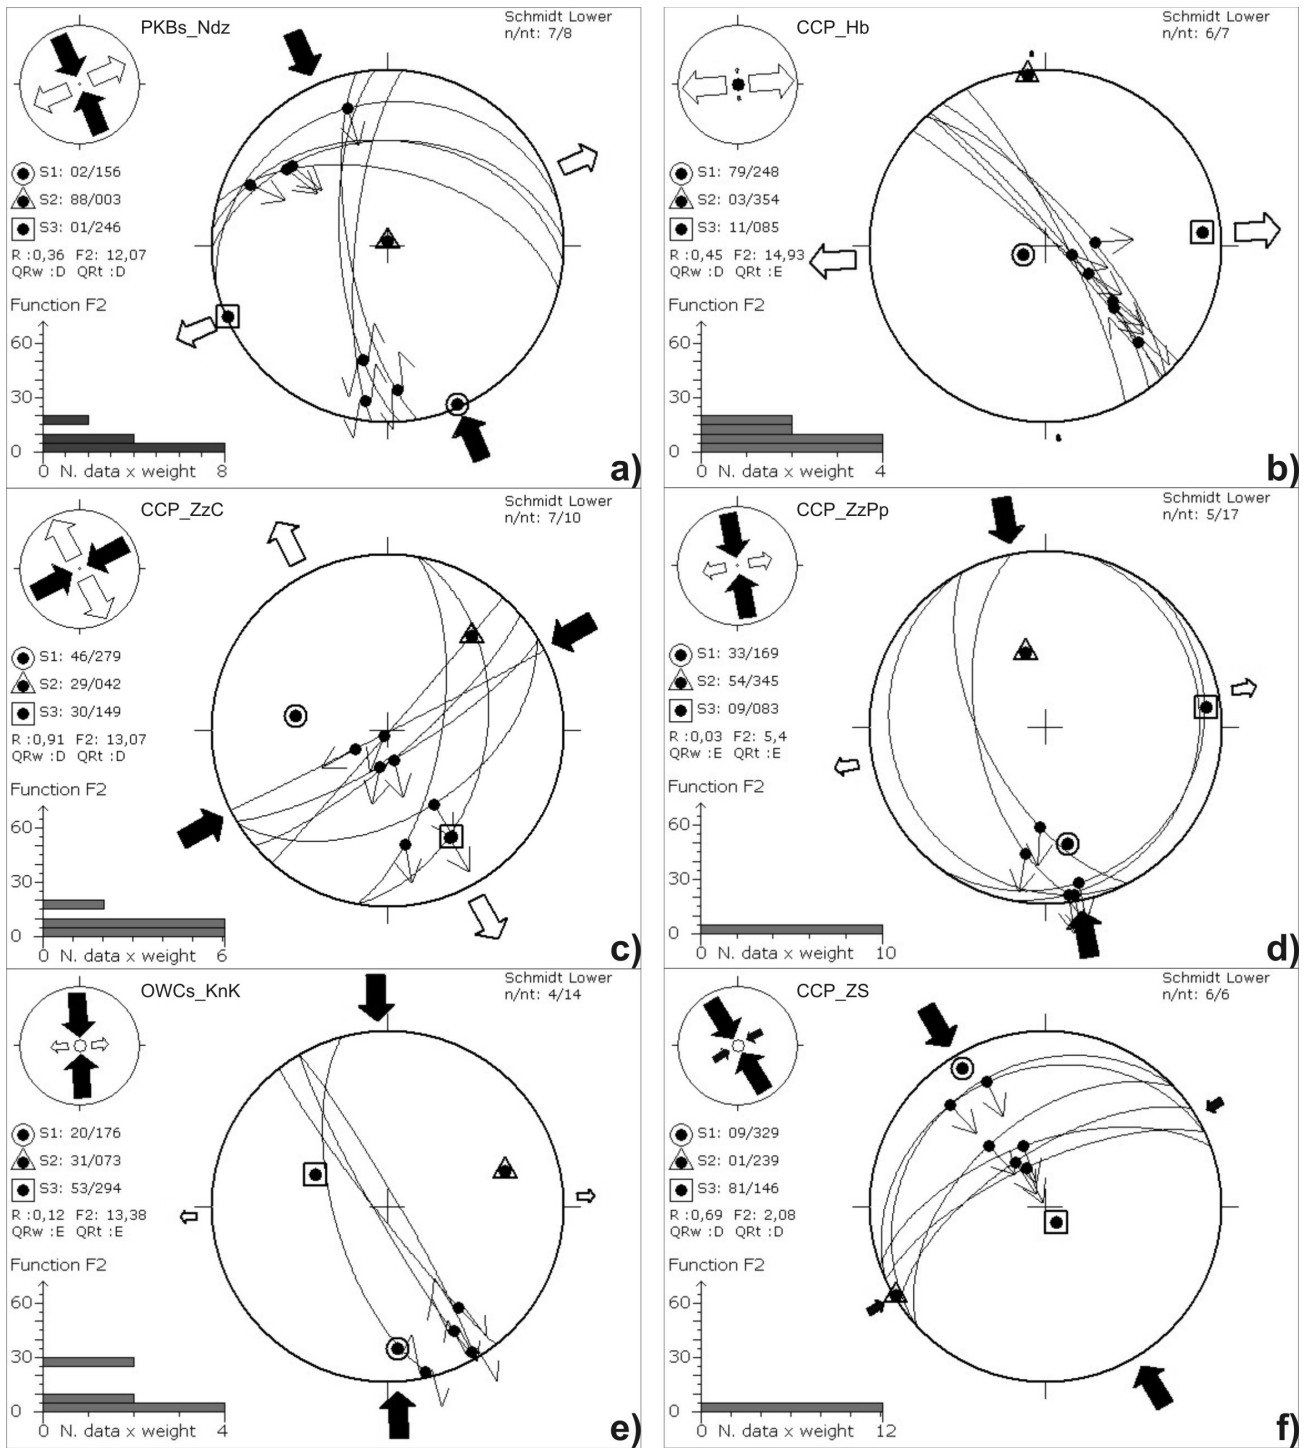 PKBs_Ndz
Schmidt Lower
n/nt: 7/8
S1: 02/156
S2: 88/003
S3: 01/246
R :0,36 F2: 12,07
QRw :D QRt :D
Function F2
60
30
0
0 N. data x weight 8
a)
CCP_Hb
Schmidt Lower
n/nt: 6/7
S1: 79/248
S2: 03/354
S3: 11/085
R :0,45 F2: 14,93
QRw :D QRt :E
Function F2
60
30
0
0 N. data x weight 4
b)
CCP_ZzC
Schmidt Lower
n/nt: 7/10
S1: 46/279
S2: 29/042
S3: 30/149
R :0,91 F2: 13,07
QRw :D QRt :D
Function F2
60
30
0
0 N. data x weight 6
c)
CCP_ZzPp
Schmidt Lower
n/nt: 5/17
S1: 33/169
S2: 54/345
S3: 09/083
R :0,03 F2: 5,4
QRw :E QRt :E
Function F2
60
30
0
0 N. data x weight 10
d)
OWCs_KnK
Schmidt Lower
n/nt: 4/14
S1: 20/176
S2: 31/073
S3: 53/294
R :0,12 F2: 13,38
QRw :E QRt :E
Function F2
60
30
0
0 N. data x weight 4
e)
CCP_ZS
Schmidt Lower
n/nt: 6/6
S1: 09/329
S2: 01/239
S3: 81/146
R :0,69 F2: 2,08
QRw :D QRt :D
Function F2
60
30
0
0 N. data x weight 12
f)